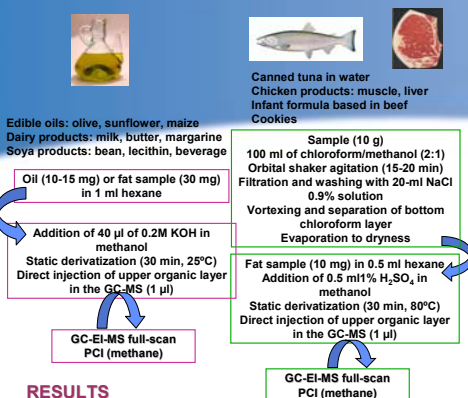 Edible oils: olive, sunflower, maize
Dairy products: milk, butter, margarine
Soya products: bean, lecithin, beverage
Oil (10-15 mg) or fat sample (30 mg)
in 1 ml hexane
Addition of 40 µl of 0.2M KOH in
methanol
Static derivatization (30 min, 25ºC)
Direct injection of upper organic layer
in the GC-MS (1 µl)
GC-EI-MS full-scan
PCI (methane)
RESULTS
Canned tuna in water
Chicken products: muscle, liver
Infant formula based in beef
Cookies
Sample (10 g)
100 ml of chloroform/methanol (2:1)
Orbital shaker agitation (15-20 min)
Filtration and washing with 20-ml NaCl
0.9% solution
Vortexing and separation of bottom
chloroform layer
Evaporation to dryness
Fat sample (10 mg) in 0.5 ml hexane
Addition of 0.5 ml1% H₂SO₄ in
methanol
Static derivatization (30 min, 80ºC)
Direct injection of upper organic layer
in the GC-MS (1 µl)
GC-EI-MS full-scan
PCI (methane)